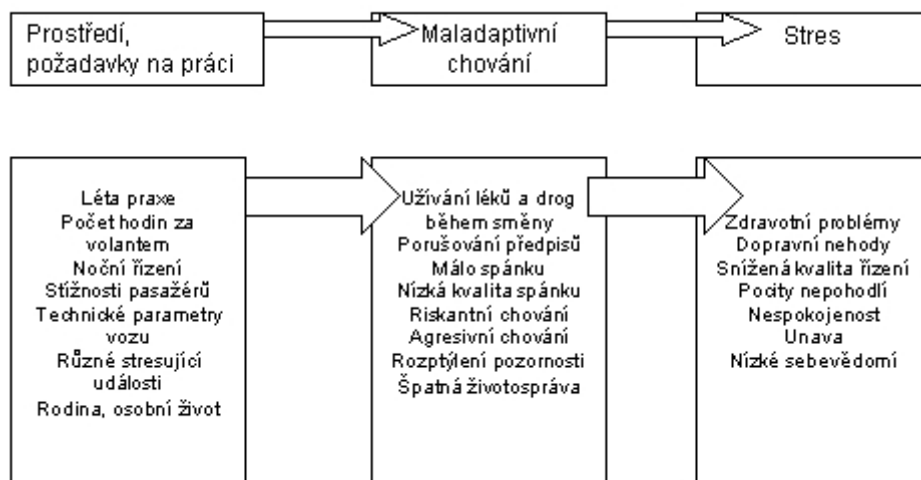 Prostředí,
požadavky na práci
Maladaptivní
chování
Stres
Léta praxe
Počet hodin za
volantem
Noční řízení
Stížnosti pasažérů
Technické parametry
vozu
Různé stresující
události
Rodina, osobní život
Užívání léků a drog
během směny
Porušování předpisů
Málo spánku
Nízká kvalita spánku
Riskantní chování
Agresivní chování
Rozptýlení pozornosti
Špatná životospráva
Zdravotní problémy
Dopravní nehody
Snížená kvalita řízení
Pocity nepohodlí
Nespokojenost
Unava
Nízké sebevědomí